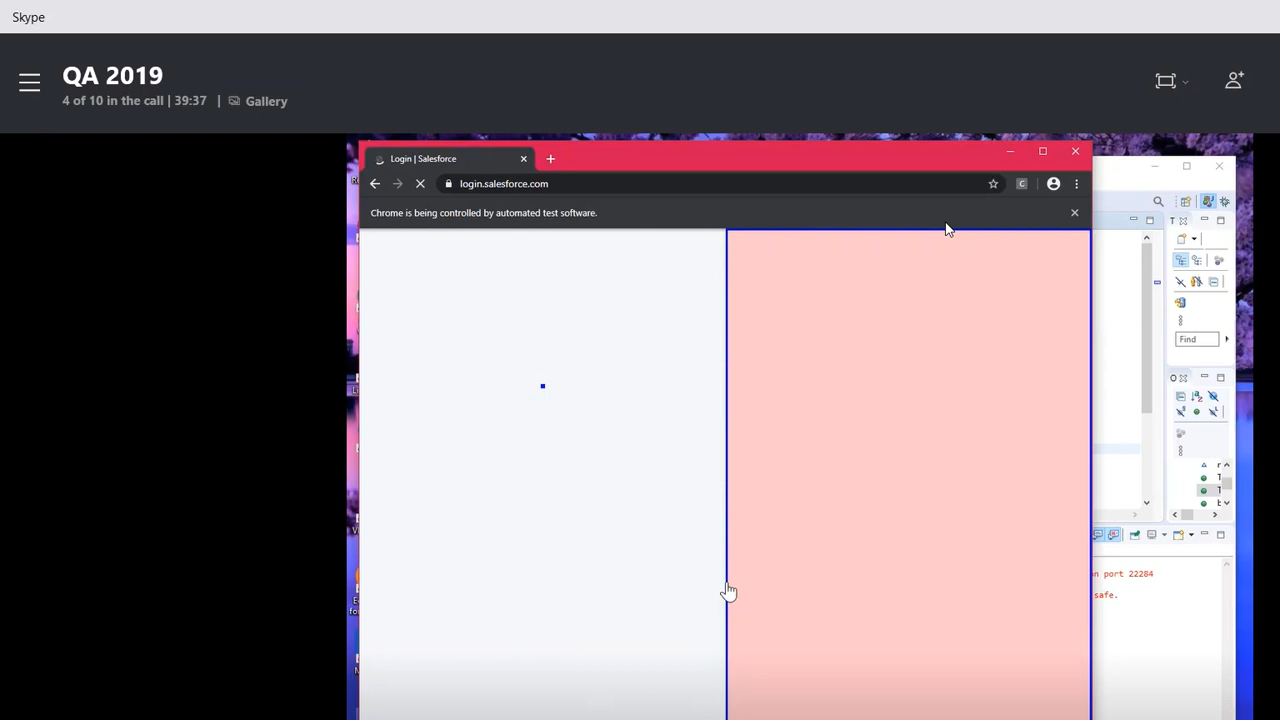 Skype
QA 2019
4 of 10 in the call | 39:37 | Gallery
Login | Salesforce
login.salesforce.com
Chrome is being controlled by automated test software.
Find
on port 22284
safe.